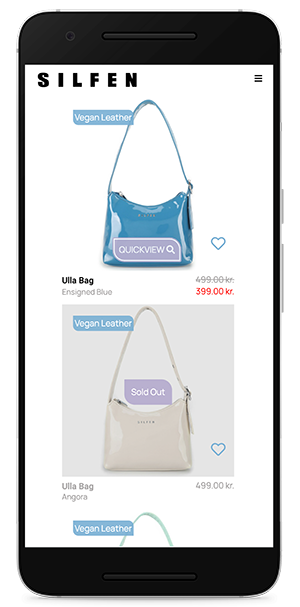 SILFEN
Vegan Leather
QUICKVIEW
Ulla Bag 499.00 kr.
Ensigned Blue 399.00 kr.
Vegan Leather
Sold Out
SILFEN
Ulla Bag 499.00 kr.
Angora
Vegan Leather